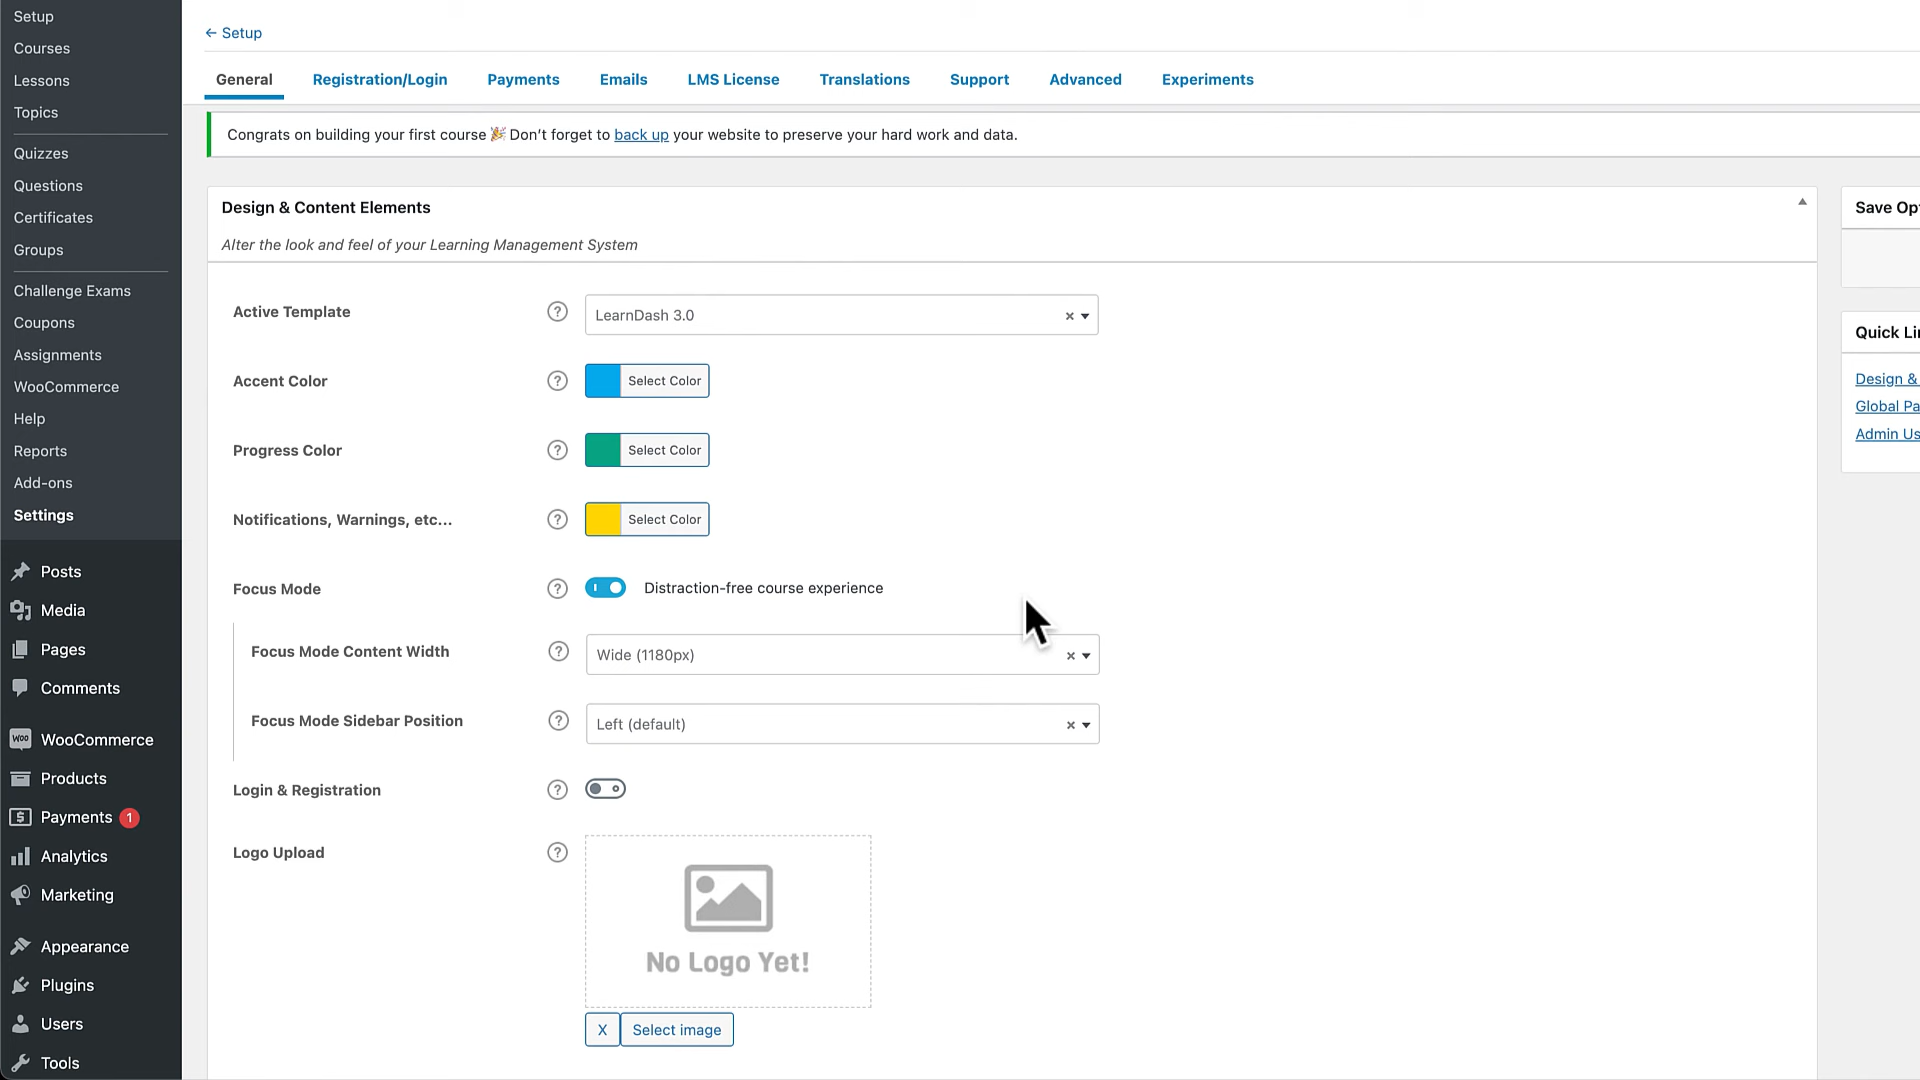 Setup
Courses
Lessons
Topics
Quizzes
Questions
Certificates
Groups
Challenge Exams
Coupons
Assignments
WooCommerce
Help
Reports
Add-ons
Settings
Posts
Media
Pages
Comments
WOO WooCommerce
Products
Payments 1
Analytics
Marketing
Appearance
Plugins
Users
Tools
← Setup
General Registration/Login Payments Emails LMS License Translations Support Advanced Experiments
Congrats on building your first course 🎉 Don't forget to back up your website to preserve your hard work and data.
Design & Content Elements
Alter the look and feel of your Learning Management System
Active Template ? LearnDash 3.0 ×
Accent Color ? Select Color
Progress Color ? Select Color
Notifications, Warnings, etc... ? Select Color
Focus Mode ? Distraction-free course experience
Focus Mode Content Width ? Wide (1180px) ×
Focus Mode Sidebar Position ? Left (default) ×
Login & Registration ?
Logo Upload ?
No Logo Yet!
X Select image
Save Op
Quick Li
Design &
Global Pa
Admin Us